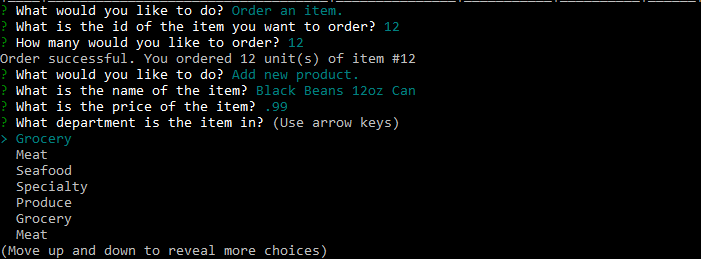 ? What would you like to do? Order an item.
? What is the id of the item you want to order? 12
? How many would you like to order? 12
Order successful. You ordered 12 unit(s) of item #12
? What would you like to do? Add new product.
? What is the name of the item? Black Beans 12oz Can
? What is the price of the item? .99
? What department is the item in? (Use arrow keys)
> Grocery
  Meat
  Seafood
  Specialty
  Produce
  Grocery
  Meat
(Move up and down to reveal more choices)